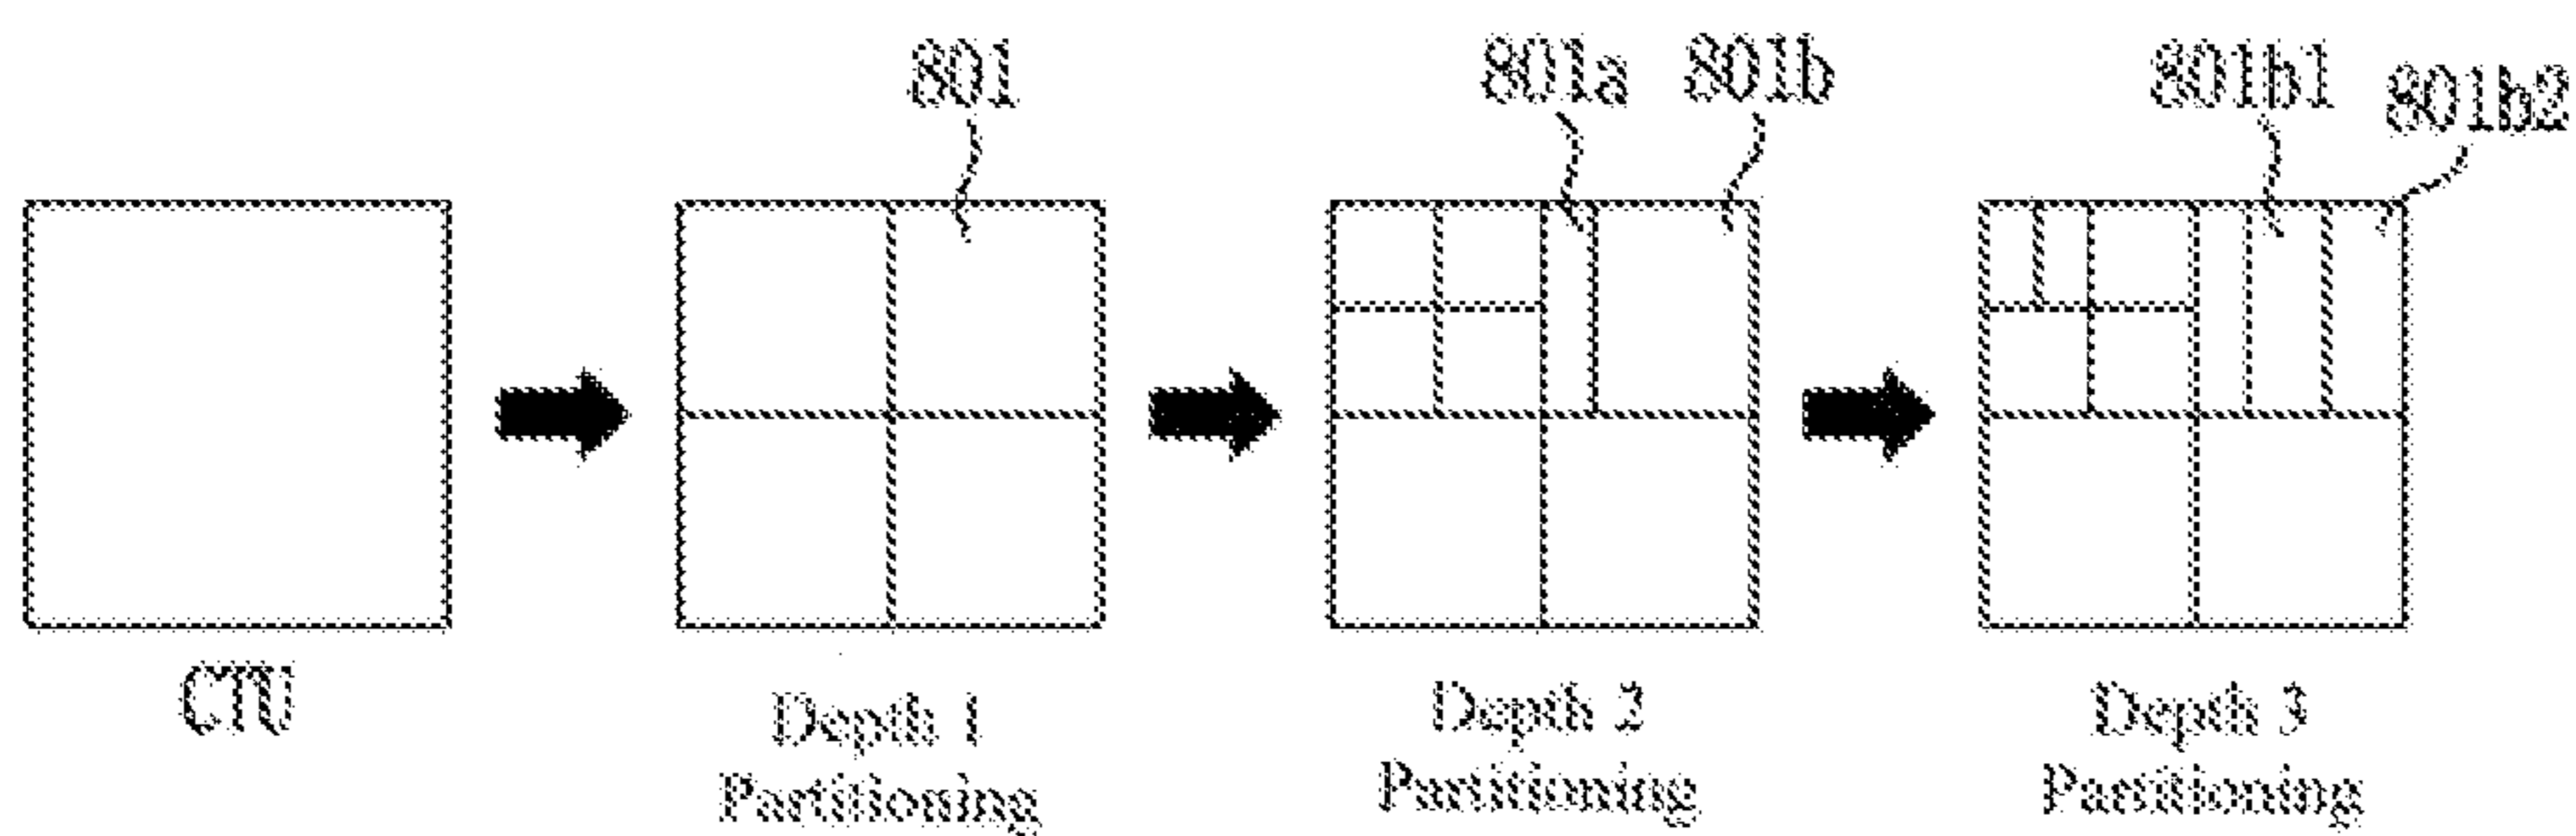 801
801a 801b
801b1
801b2
CTU
Depth 1
Partitioning
Depth 2
Partitioning
Depth 3
Partitioning